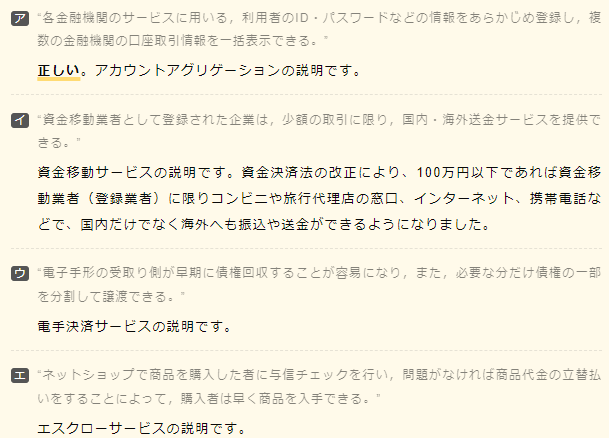 ア “各金融機関のサービスに用いる，利用者のID・パスワードなどの情報をあらかじめ登録し，複
数の金融機関の口座取引情報を一括表示できる。”
正しい。アカウントアグリゲーションの説明です。
イ “資金移動業者として登録された企業は，少額の取引に限り，国内・海外送金サービスを提供で
きる。”
資金移動サービスの説明です。資金決済法の改正により、100万円以下であれば資金移
動業者（登録業者）に限りコンビニや旅行代理店の窓口、インターネット、携帯電話な
どで、国内だけでなく海外へも振込や送金ができるようになりました。
ウ “電子手形の受取り側が早期に債権回収することが容易になり，また，必要な分だけ債権の一部
を分割して譲渡できる。”
電手決済サービスの説明です。
エ “ネットショップで商品を購入した者に与信チェックを行い，問題がなければ商品代金の立替払
いをすることによって，購入者は早く商品を入手できる。”
エスクローサービスの説明です。